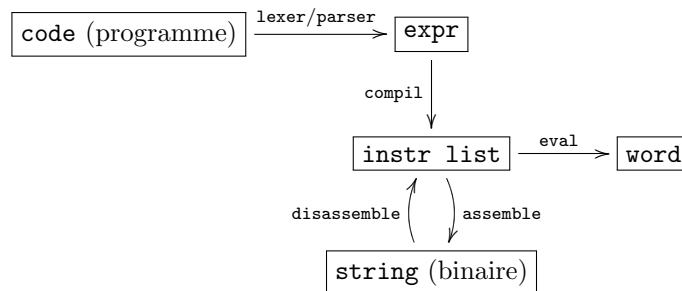 code (programme)
lexer/parser
expr
compil
instr list
eval
word
disassemble
assemble
string (binaire)